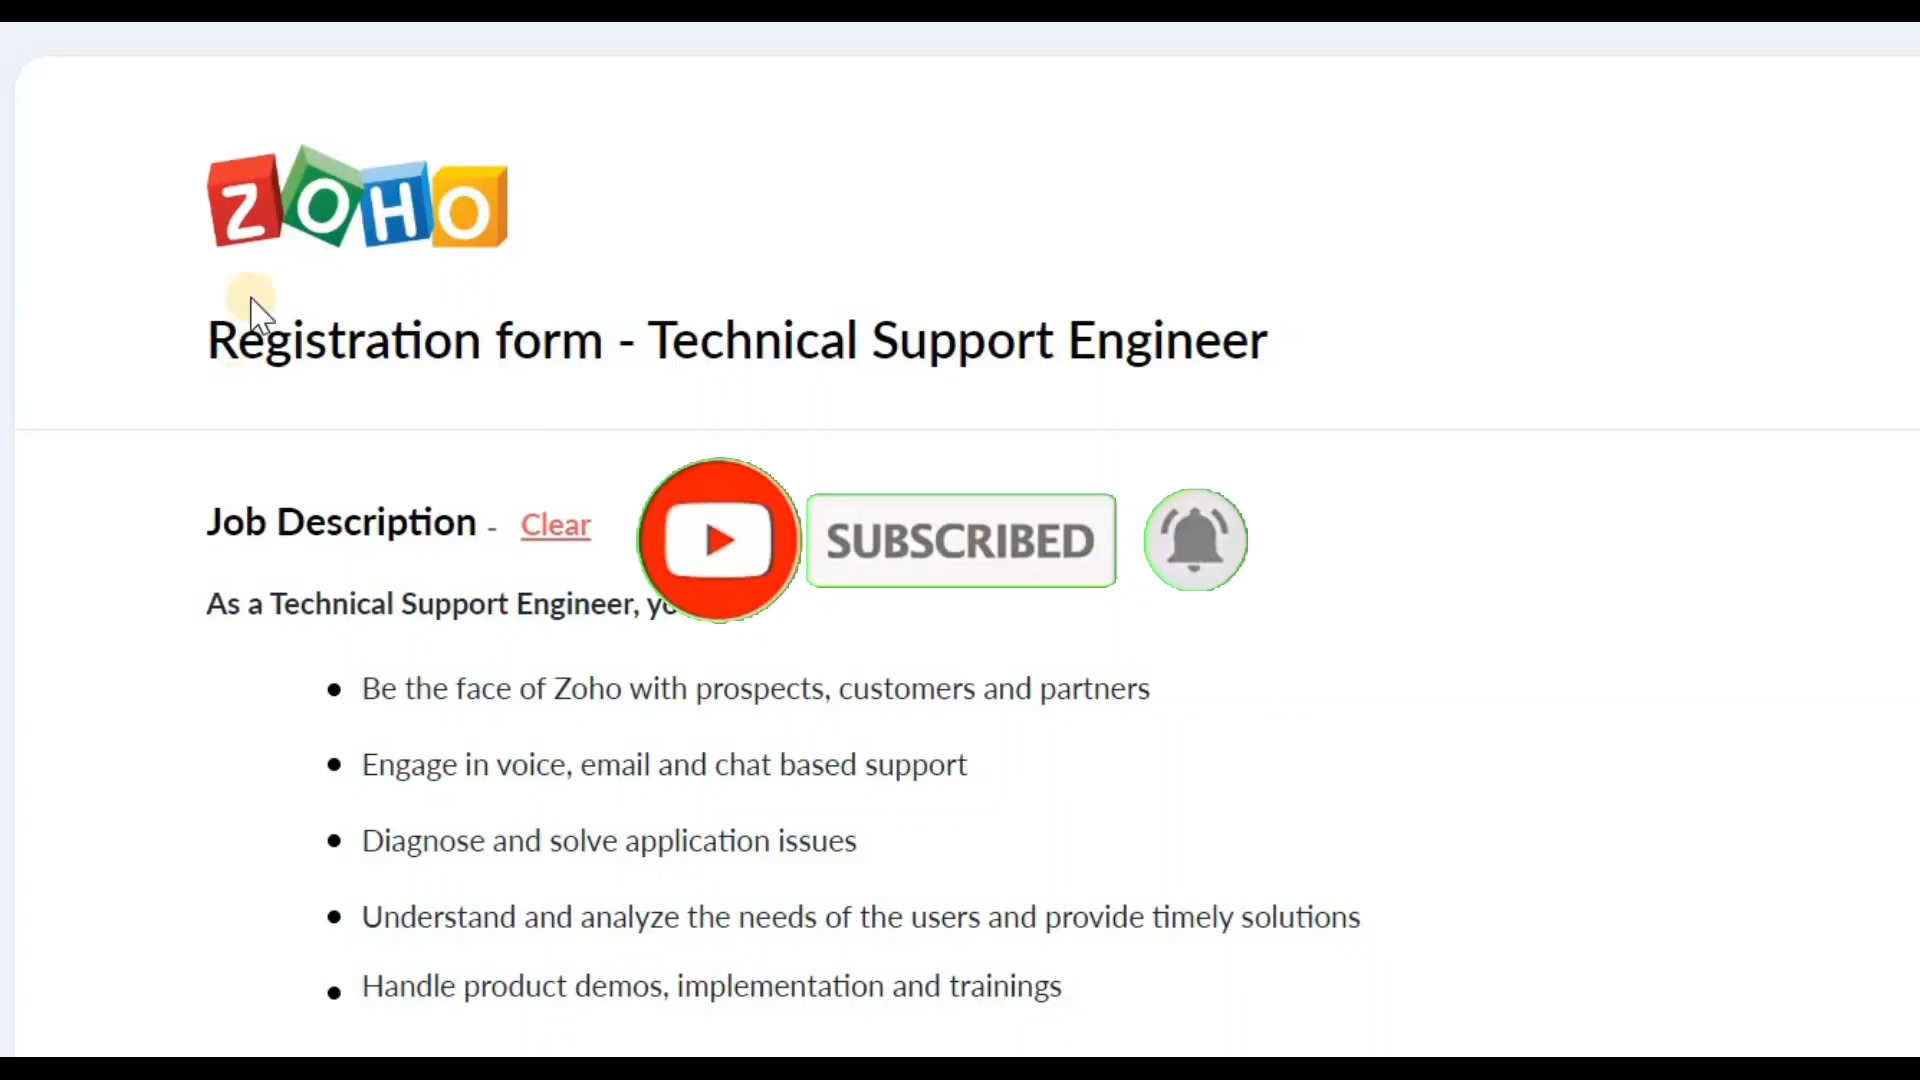 ZOHO
Registration form - Technical Support Engineer
Job Description - Clear
SUBSCRIBED
As a Technical Support Engineer,
• Be the face of Zoho with prospects, customers and partners
• Engage in voice, email and chat based support
• Diagnose and solve application issues
• Understand and analyze the needs of the users and provide timely solutions
• Handle product demos, implementation and trainings